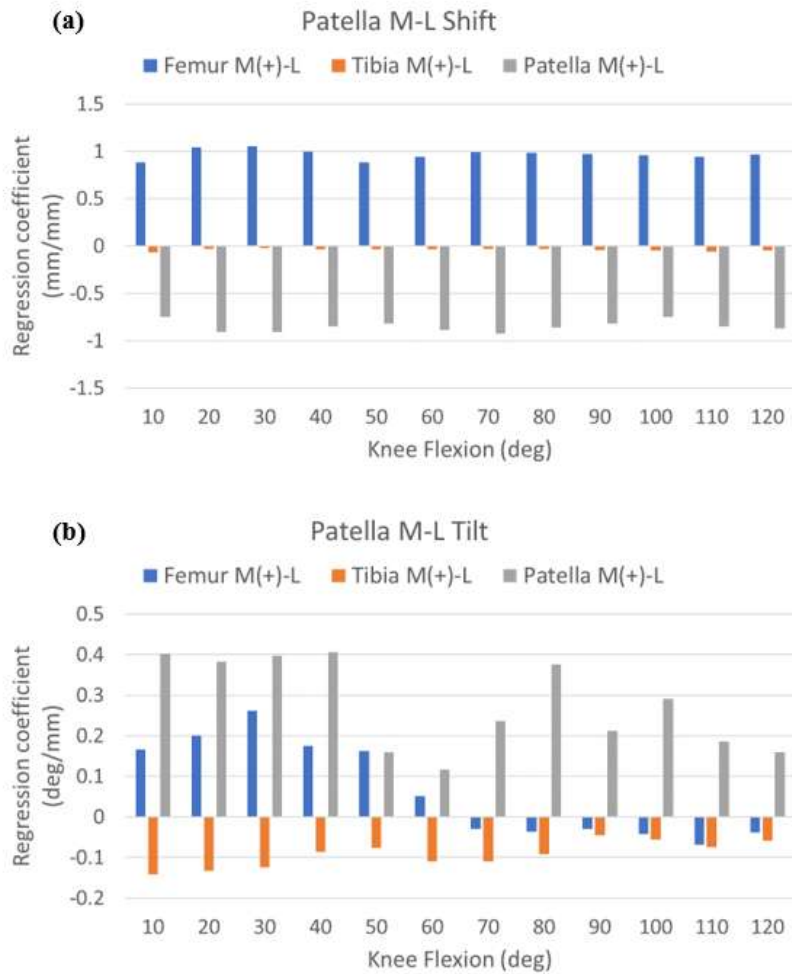 (a)
Patella M-L Shift
Femur M(+)-L Tibia M(+)-L Patella M(+)-L
Regression coefficient
(mm/mm)
1.5
1
0.5
0
-0.5
-1
-1.5
10 20 30 40 50 60 70 80 90 100 110 120
Knee Flexion (deg)
(b)
Patella M-L Tilt
Femur M(+)-L Tibia M(+)-L Patella M(+)-L
Regression coefficient
(deg/mm)
0.5
0.4
0.3
0.2
0.1
0
-0.1
-0.2
10 20 30 40 50 60 70 80 90 100 110 120
Knee Flexion (deg)